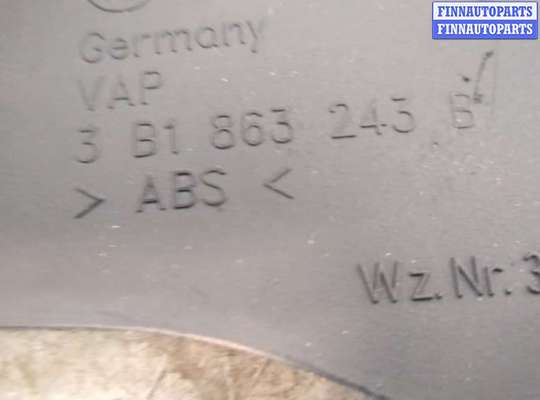 FINNAUTOPARTS
FINNAUTOPARTS
Germany
VAP
3 B1 863 243 B
> ABS <
Wz.Nr.3